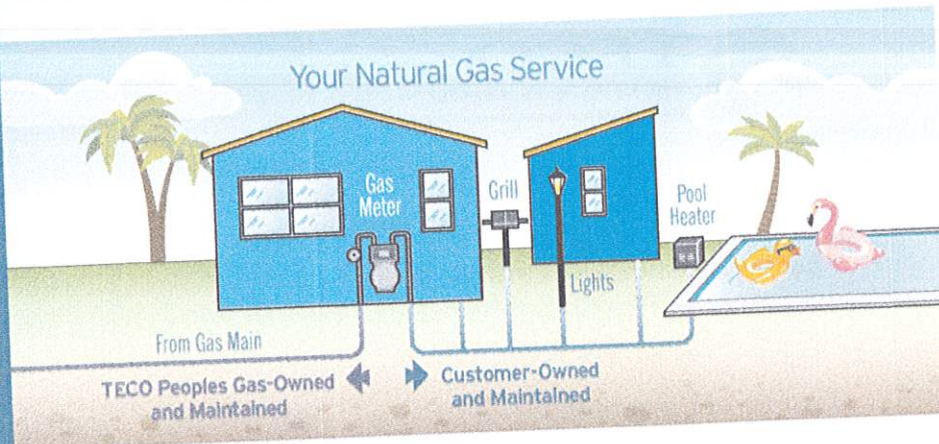 Your Natural Gas Service
Gas
Meter
Grill
Pool
Heater
Lights
From Gas Main
TECO Peoples Gas-Owned
and Maintained
Customer-Owned
and Maintained